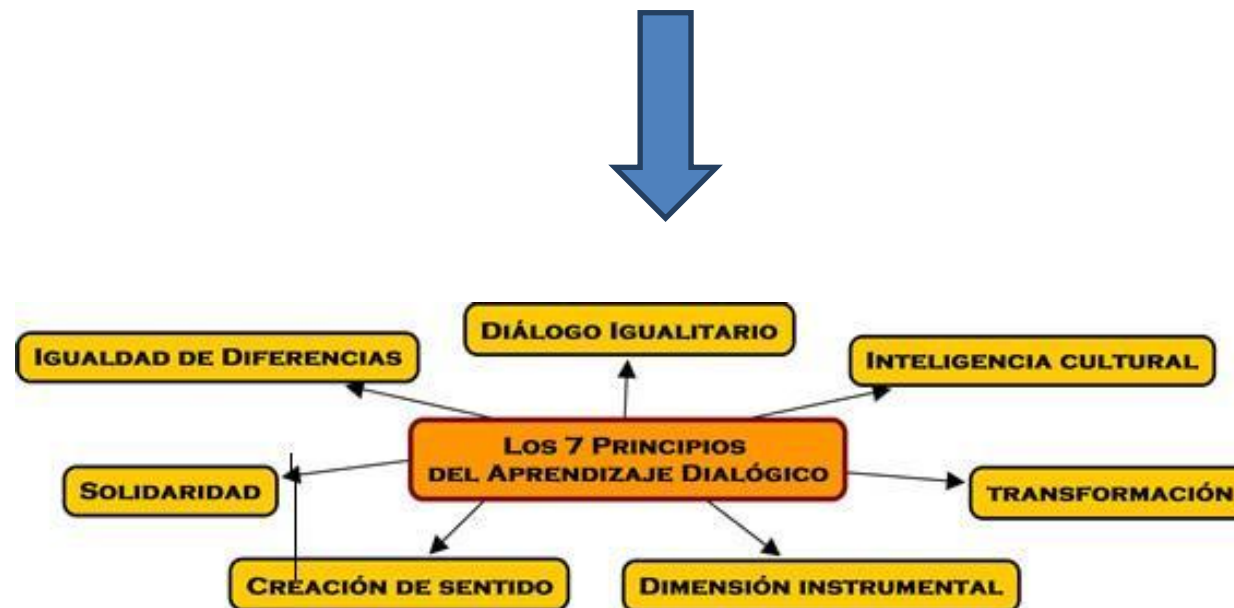 DIÁLOGO IGUALITARIO
IGUALDAD DE DIFERENCIAS
INTELIGENCIA CULTURAL
LOS 7 PRINCIPIOS
DEL APRENDIZAJE DIALÓGICO
SOLIDARIDAD
TRANSFORMACIÓN
CREACIÓN DE SENTIDO
DIMENSIÓN INSTRUMENTAL